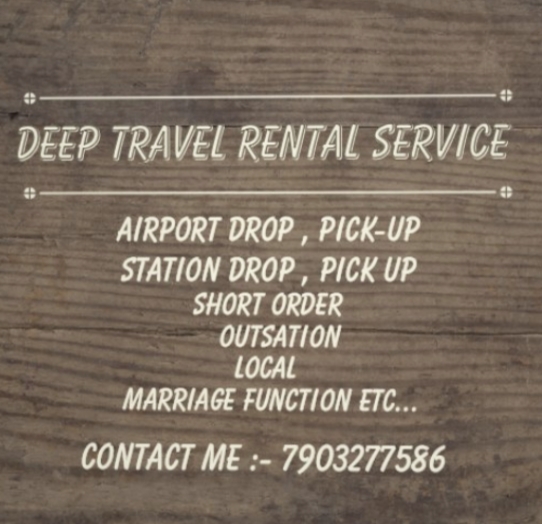 DEEP TRAVEL RENTAL SERVICE
AIRPORT DROP , PICK-UP
STATION DROP , PICK UP
SHORT ORDER
OUTSATION
LOCAL
MARRIAGE FUNCTION ETC...
CONTACT ME :- 7903277586